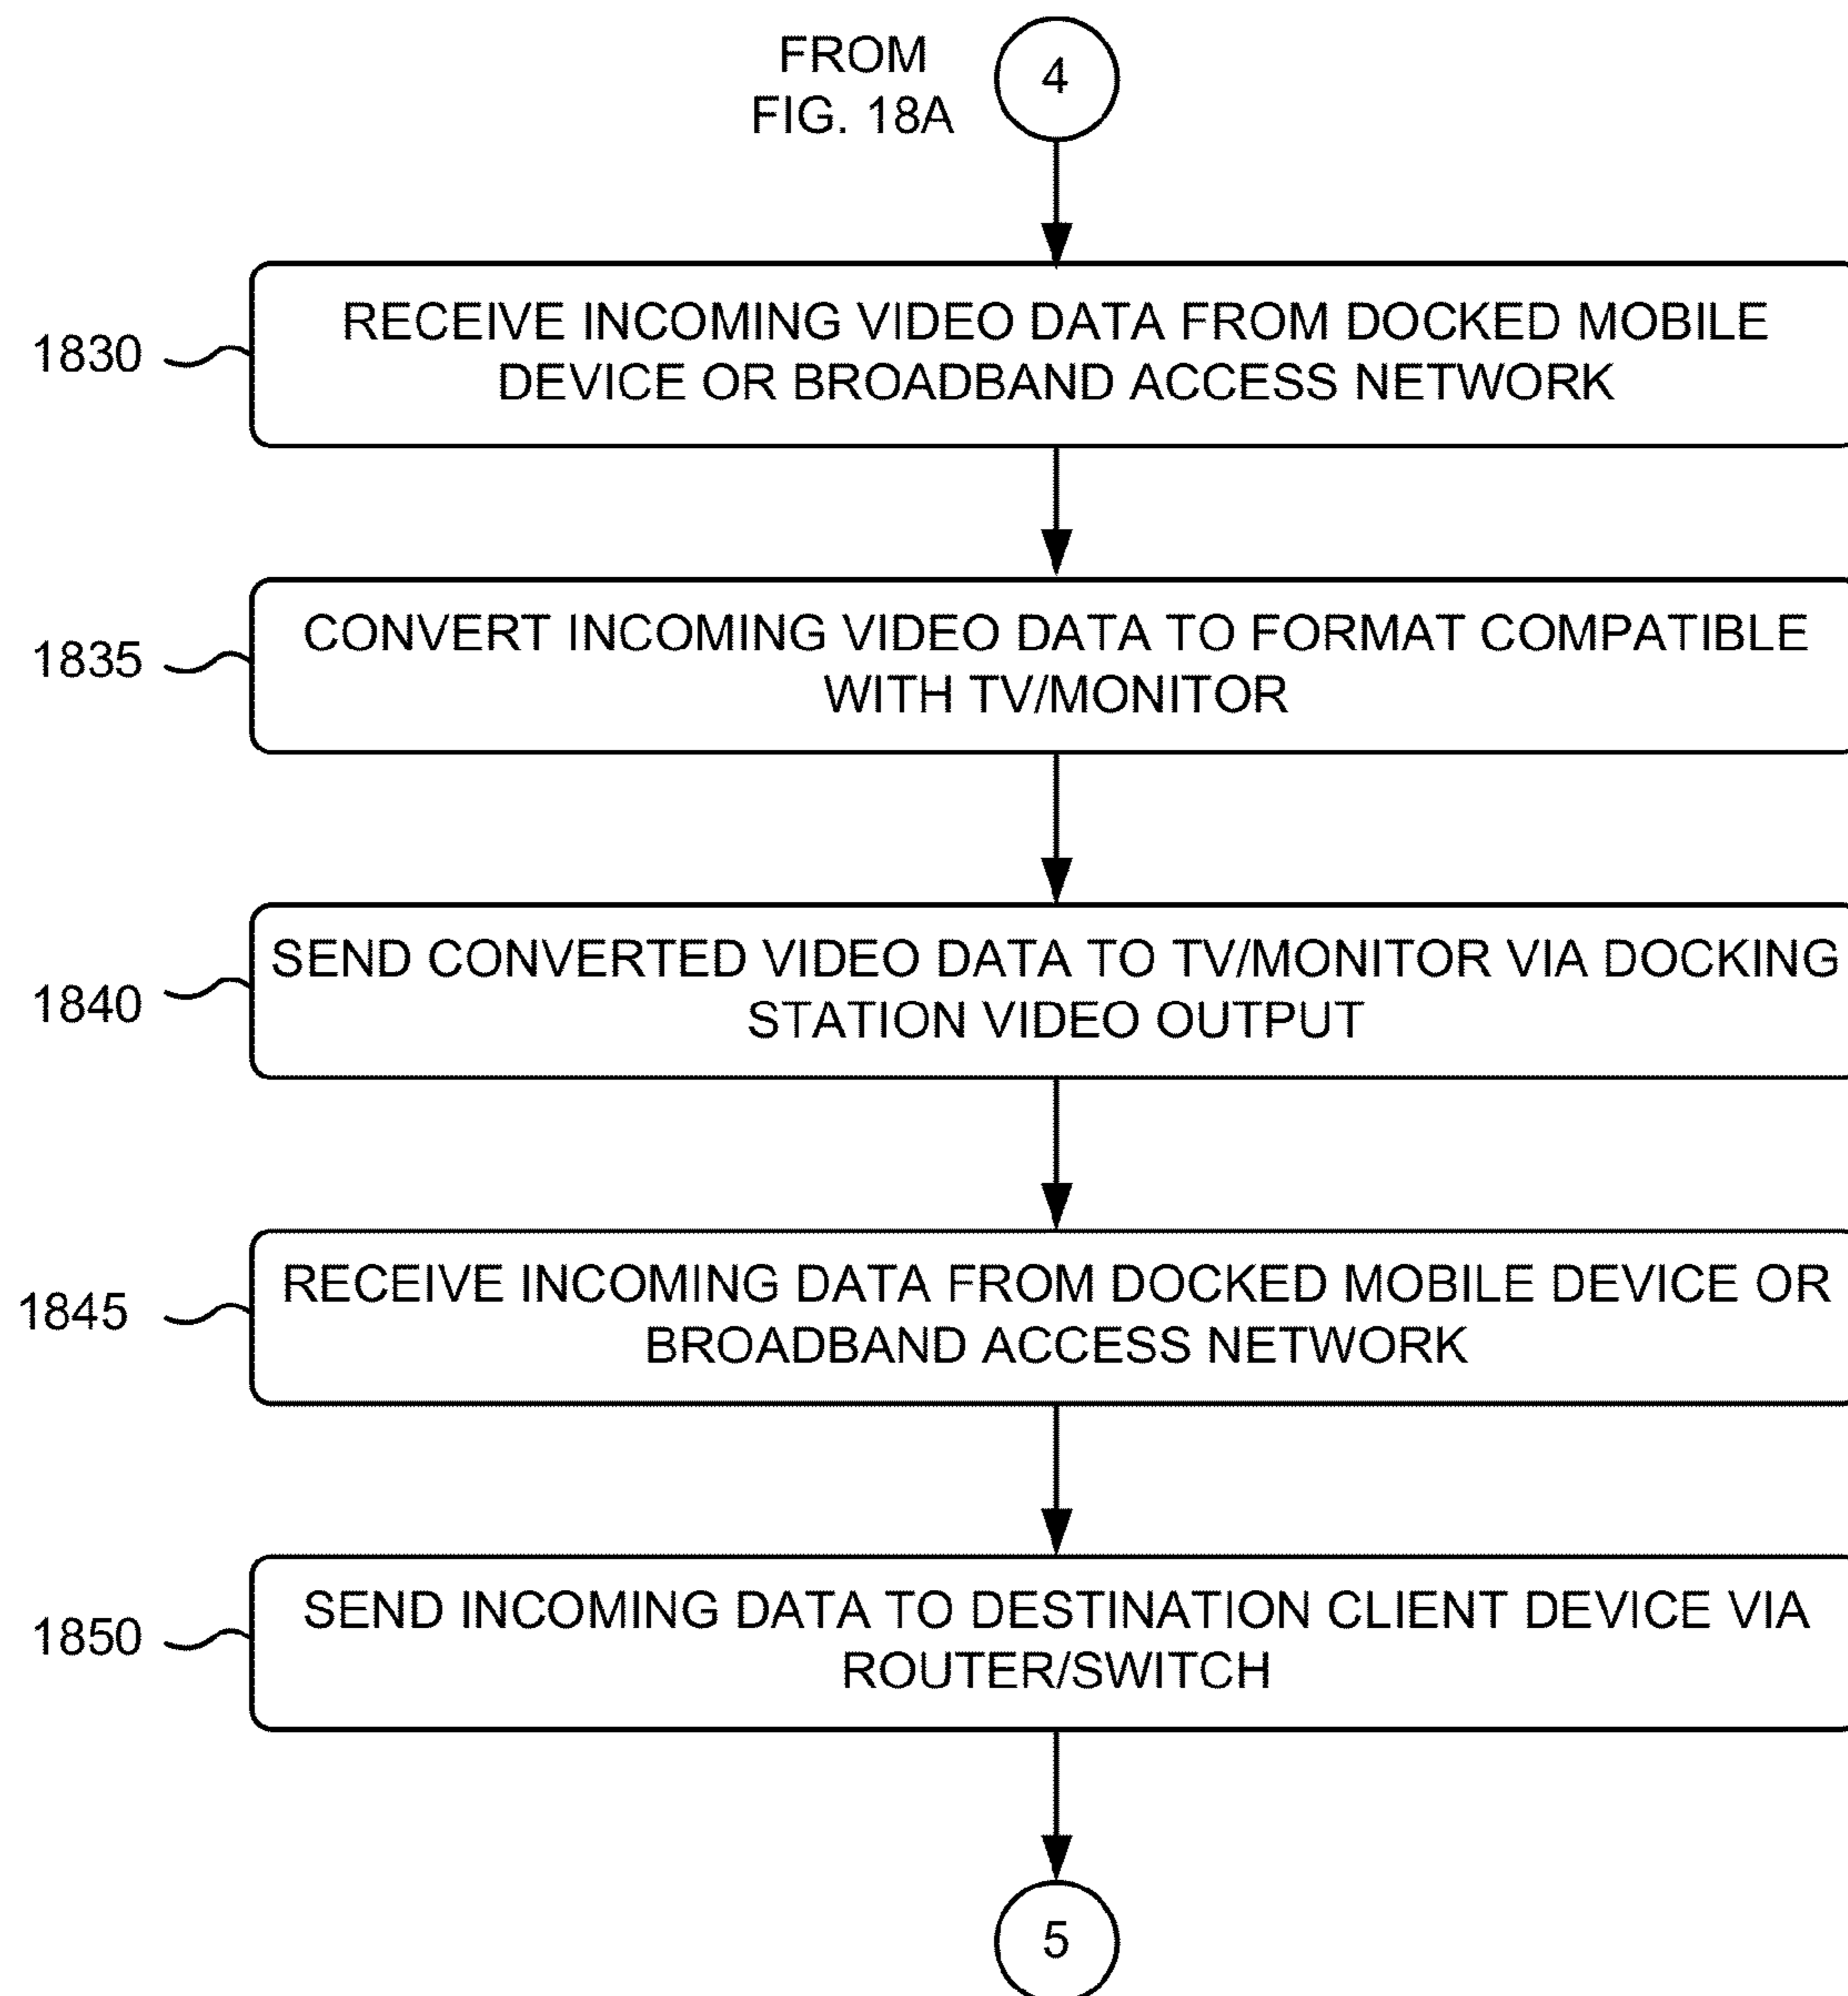 FROM
FIG. 18A
4
1830
RECEIVE INCOMING VIDEO DATA FROM DOCKED MOBILE
DEVICE OR BROADBAND ACCESS NETWORK
1835
CONVERT INCOMING VIDEO DATA TO FORMAT COMPATIBLE
WITH TV/MONITOR
1840
SEND CONVERTED VIDEO DATA TO TV/MONITOR VIA DOCKING
STATION VIDEO OUTPUT
1845
RECEIVE INCOMING DATA FROM DOCKED MOBILE DEVICE OR
BROADBAND ACCESS NETWORK
1850
SEND INCOMING DATA TO DESTINATION CLIENT DEVICE VIA
ROUTER/SWITCH
5